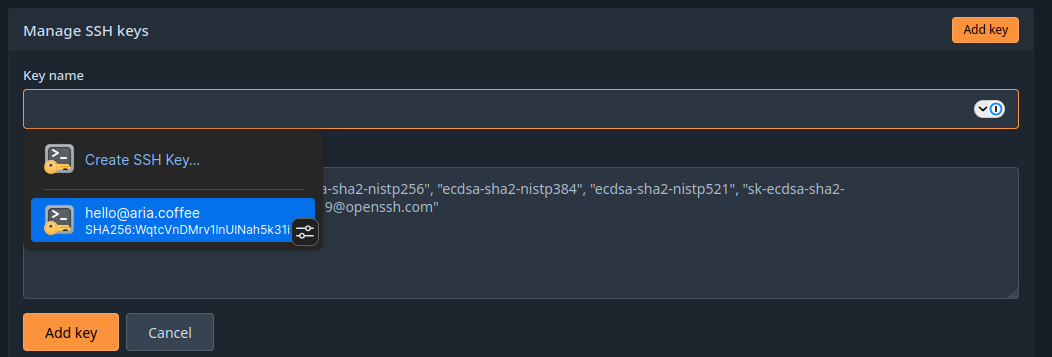 Manage SSH keys
Add key
Key name
Create SSH Key...
a-sha2-nistp256", "ecdsa-sha2-nistp384", "ecdsa-sha2-nistp521", "sk-ecdsa-sha2-
hello@aria.coffee
9@openssh.com"
SHA256:WqtcVnDMrv1lnUlNah5k31i
Add key
Cancel